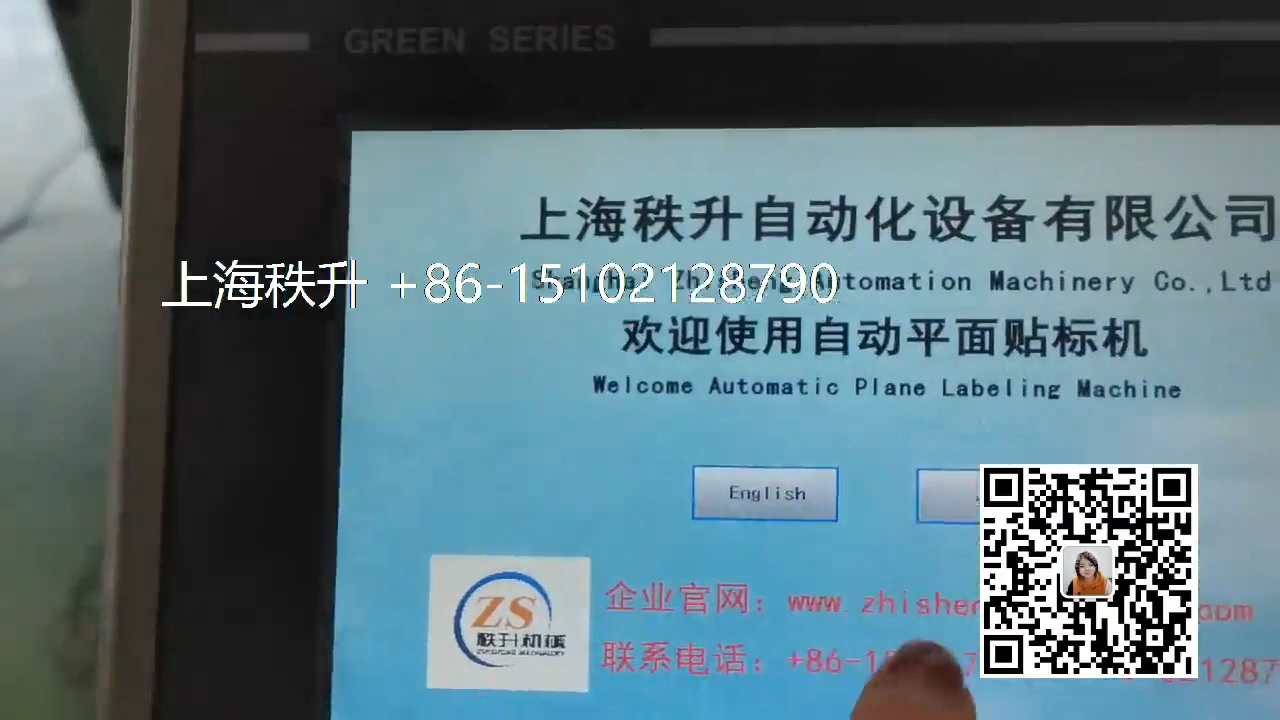 GREEN SERIES
上海秩升自动化设备有限公司
Automation Machinery Co.,Ltd
上海秩升 +86-15102128790
欢迎使用自动平面贴标机
Welcome Automatic Plane Labeling Machine
English
ZS
秩升机械
企业官网：www.zhishen
联系电话：+86-1